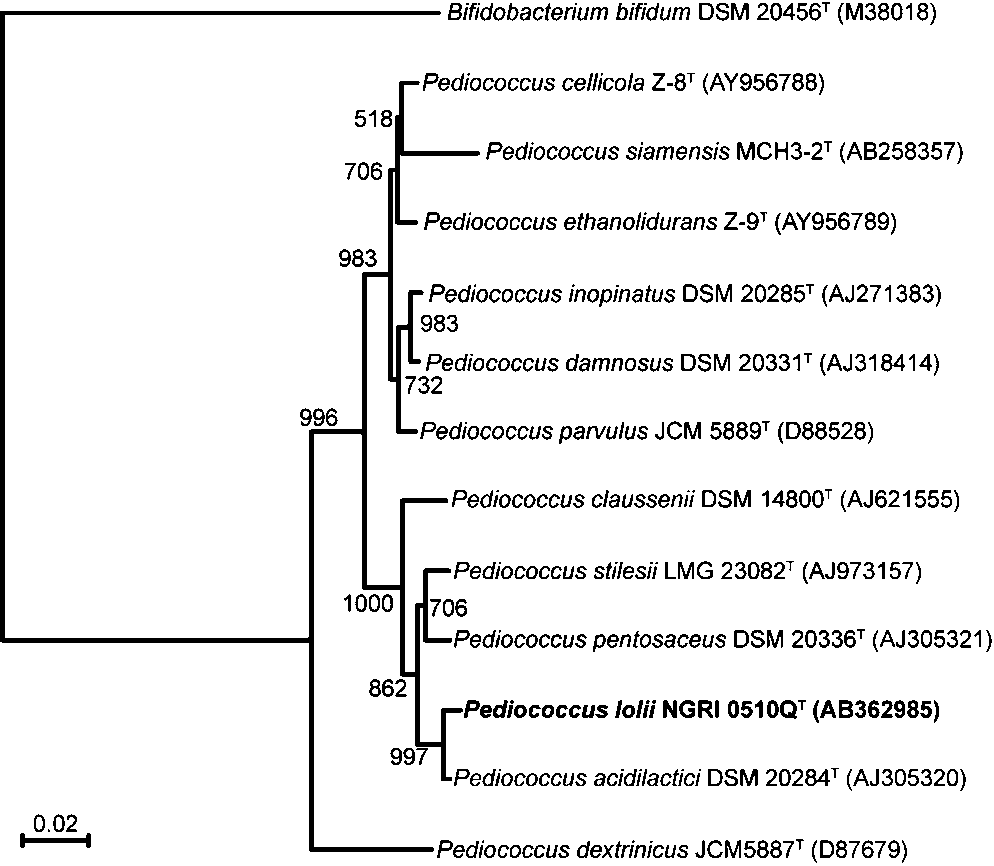 Bifidobacterium bifidum DSM 20456T (M38018)
Pediococcus cellicola Z-8T (AY956788)
518
Pediococcus siamensis MCH3-2T (AB258357)
706
Pediococcus ethanolidurans Z-9T (AY956789)
983
Pediococcus inopinatus DSM 20285T (AJ271383)
983
Pediococcus damnosus DSM 20331T (AJ318414)
732
996
Pediococcus parvulus JCM 5889T (D88528)
Pediococcus claussenii DSM 14800T (AJ621555)
Pediococcus stilesii LMG 23082T (AJ973157)
1000
706
Pediococcus pentosaceus DSM 20336T (AJ305321)
862
Pediococcus lolii NGRI 0510QT (AB362985)
997
Pediococcus acidilactici DSM 20284T (AJ305320)
0.02
Pediococcus dextrinicus JCM5887T (D87679)